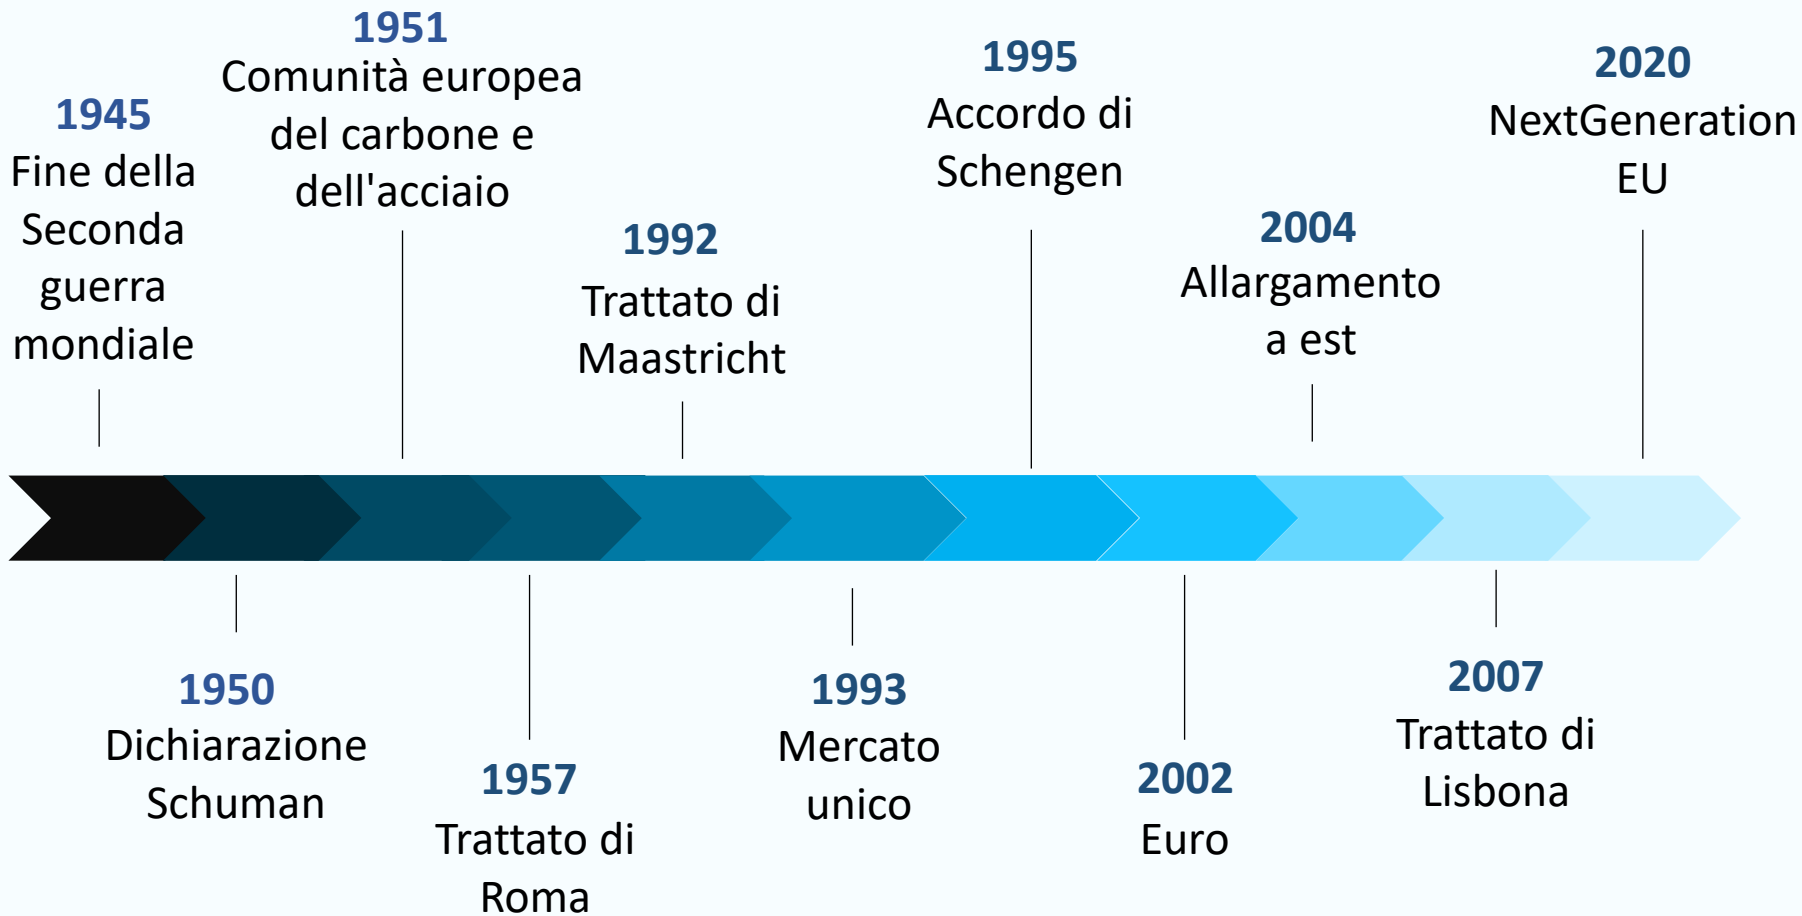 1945
Fine della
Seconda
guerra
mondiale
1950
Dichiarazione
Schuman
1951
Comunità europea
del carbone e
dell'acciaio
1957
Trattato di
Roma
1992
Trattato di
Maastricht
1993
Mercato
unico
1995
Accordo di
Schengen
2002
Euro
2004
Allargamento
a est
2007
Trattato di
Lisbona
2020
NextGeneration
EU